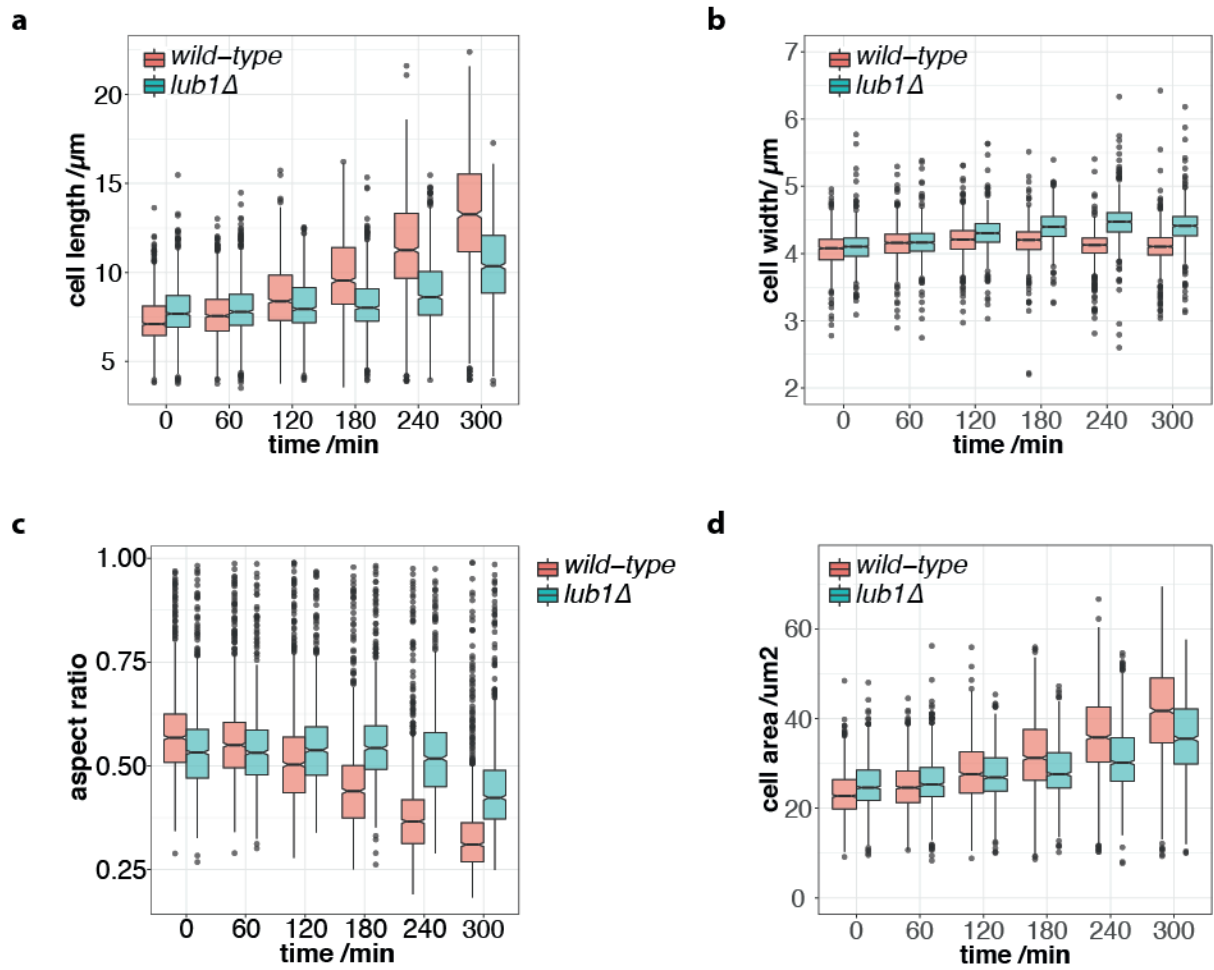 a
wild-type
lub1Δ
cell length /µm
20
15
10
5
0 60 120 180 240 300
time /min
b
wild-type
lub1Δ
cell width/ µm
7
6
5
4
3
2
0 60 120 180 240 300
time /min
c
wild-type
lub1Δ
aspect ratio
1.00
0.75
0.50
0.25
0 60 120 180 240 300
time /min
d
wild-type
lub1Δ
cell area /um2
60
40
20
0
0 60 120 180 240 300
time /min